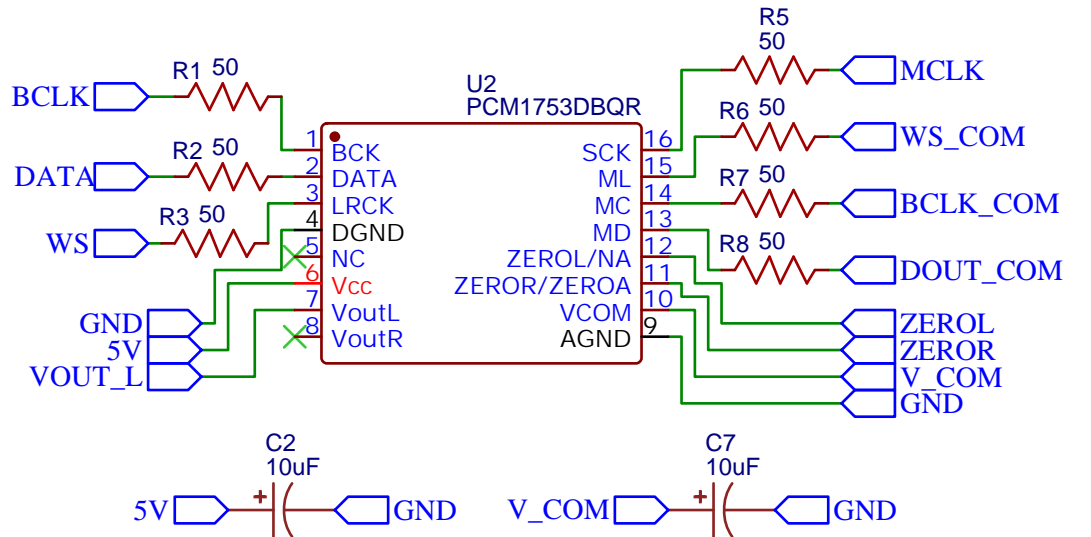 R5
50
MCLK
R1 50
BCLK
U2
PCM1753DBQR
R6 50
WS_COM
1 BCK
SCK 16
R2 50
DATA
2 DATA
ML 15
R7 50
BCLK_COM
3 LRCK
MC 14
R3 50
WS
4 DGND
MD 13
R8 50
DOUT_COM
5 NC
ZEROL/NA 12
6 Vcc
ZEROR/ZEROA 11
7 VoutL
VCOM 10
8 VoutR
AGND 9
GND
ZEROL
5V
ZEROR
VOUT_L
V_COM
GND
C2
10uF
C7
10uF
5V + GND
V_COM + GND